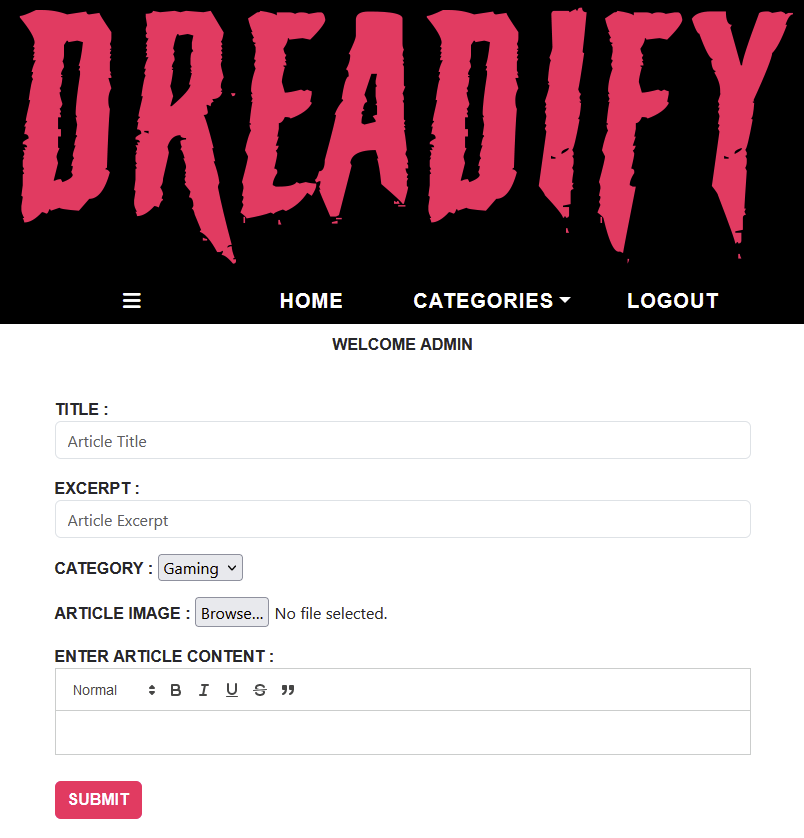 DREADIFY
HOME CATEGORIES LOGOUT
WELCOME ADMIN
TITLE :
Article Title
EXCERPT :
Article Excerpt
CATEGORY : Gaming
ARTICLE IMAGE : Browse... No file selected.
ENTER ARTICLE CONTENT :
Normal B I U S
SUBMIT